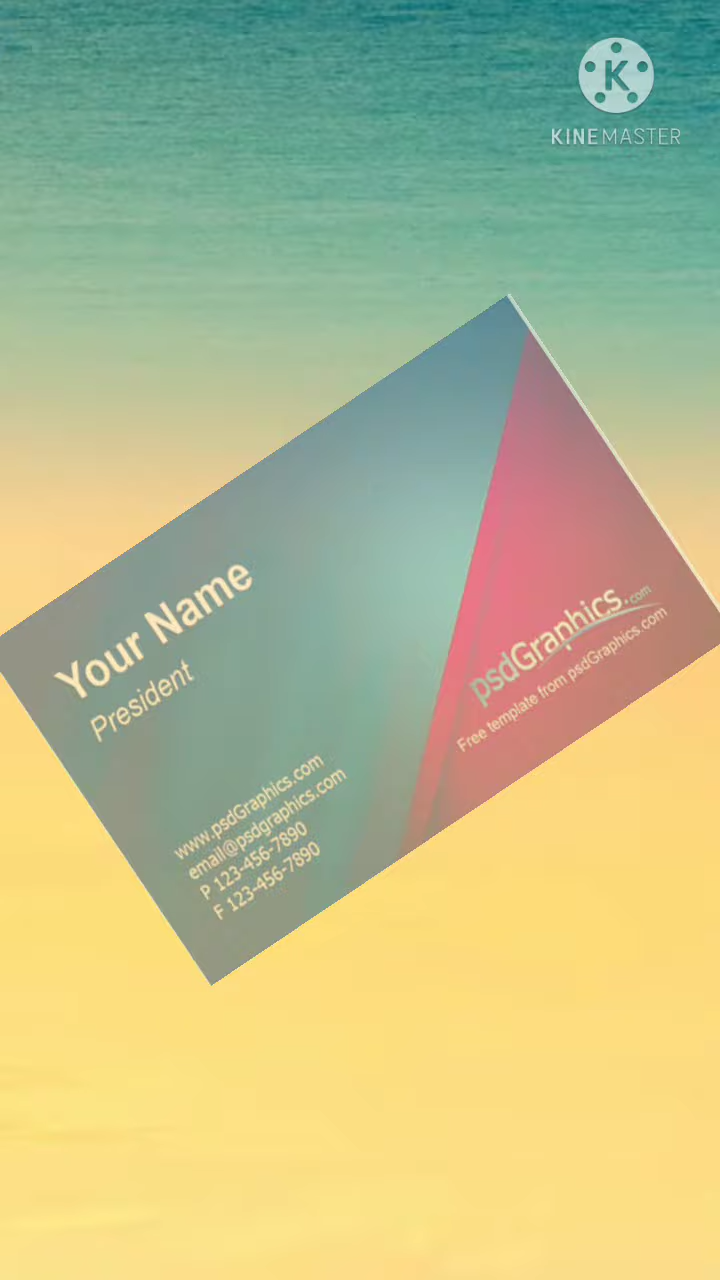 K
KINEMASTER
Your Name
President
www.psdGraphics.com
email@psdgraphics.com
P 123-456-7890
F 123-456-7890
psdGraphics.com
Free template from psdGraphics.com